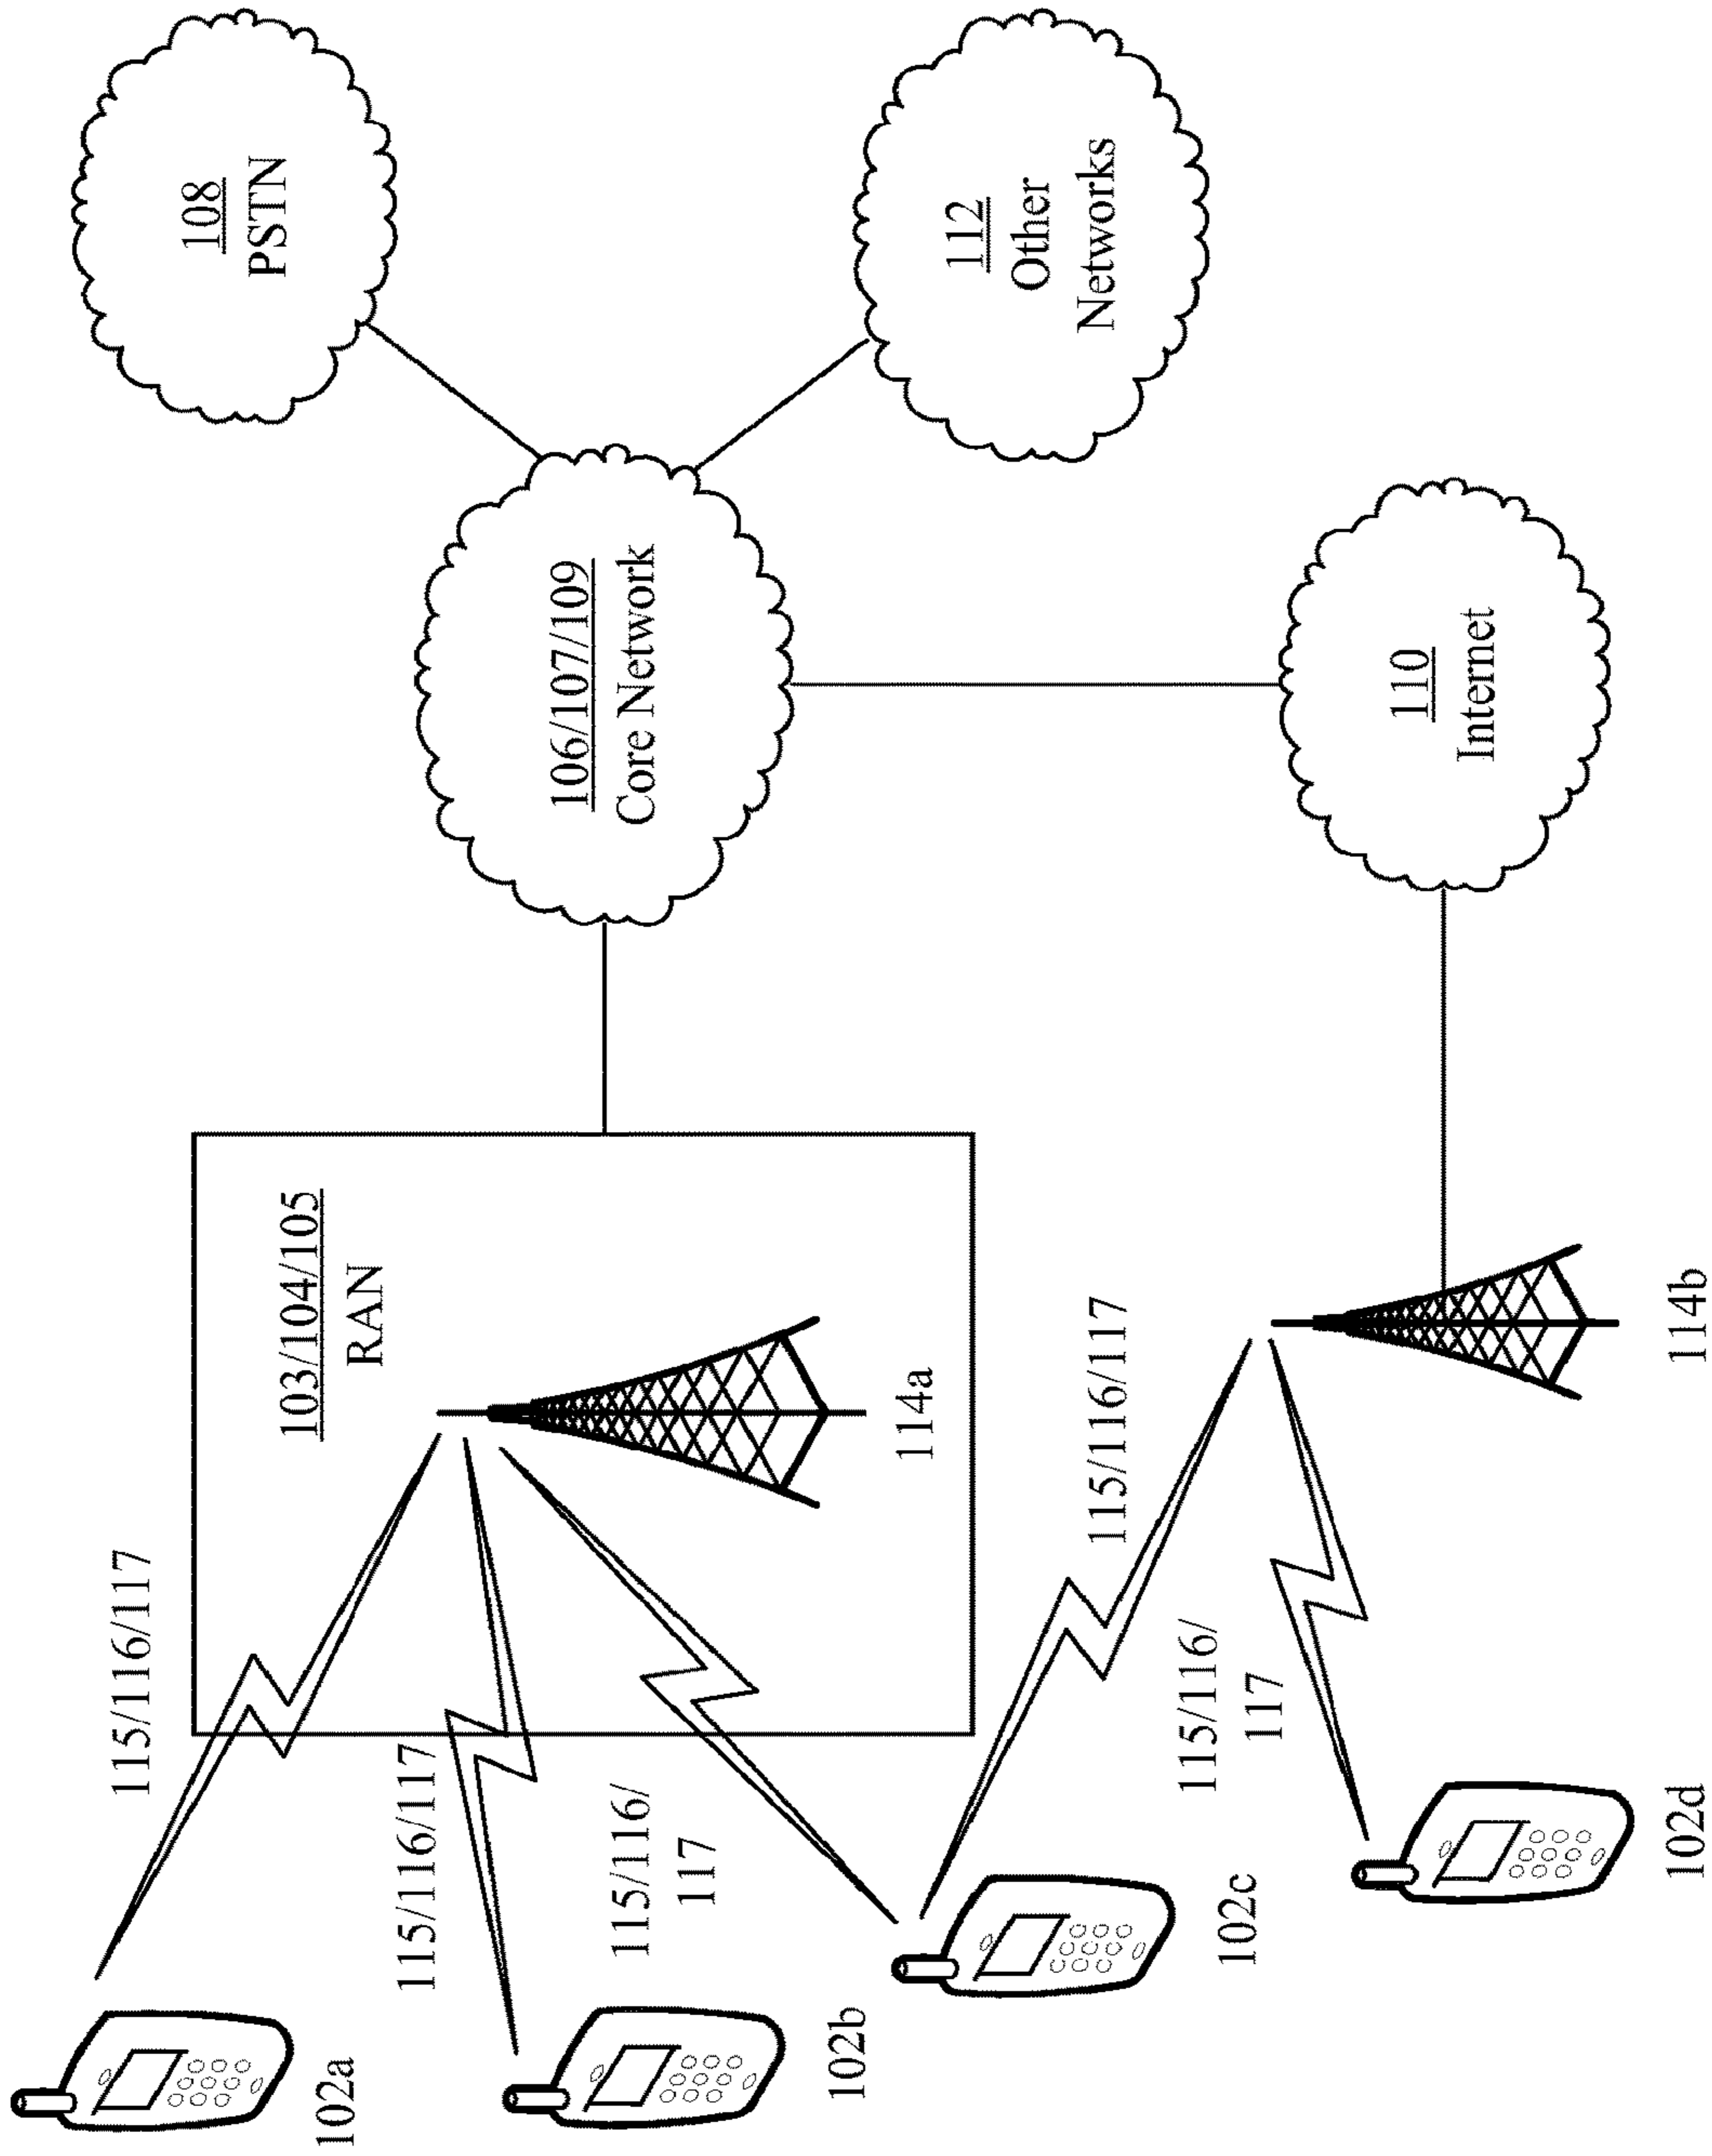 102a
115/116/117
103/104/105
RAN
114a
102b
115/116/117
115/116/
117
102c
115/116/117
115/116/
117
102d
114b
106/107/109
Core Network
108
PSTN
112
Other
Networks
110
Internet